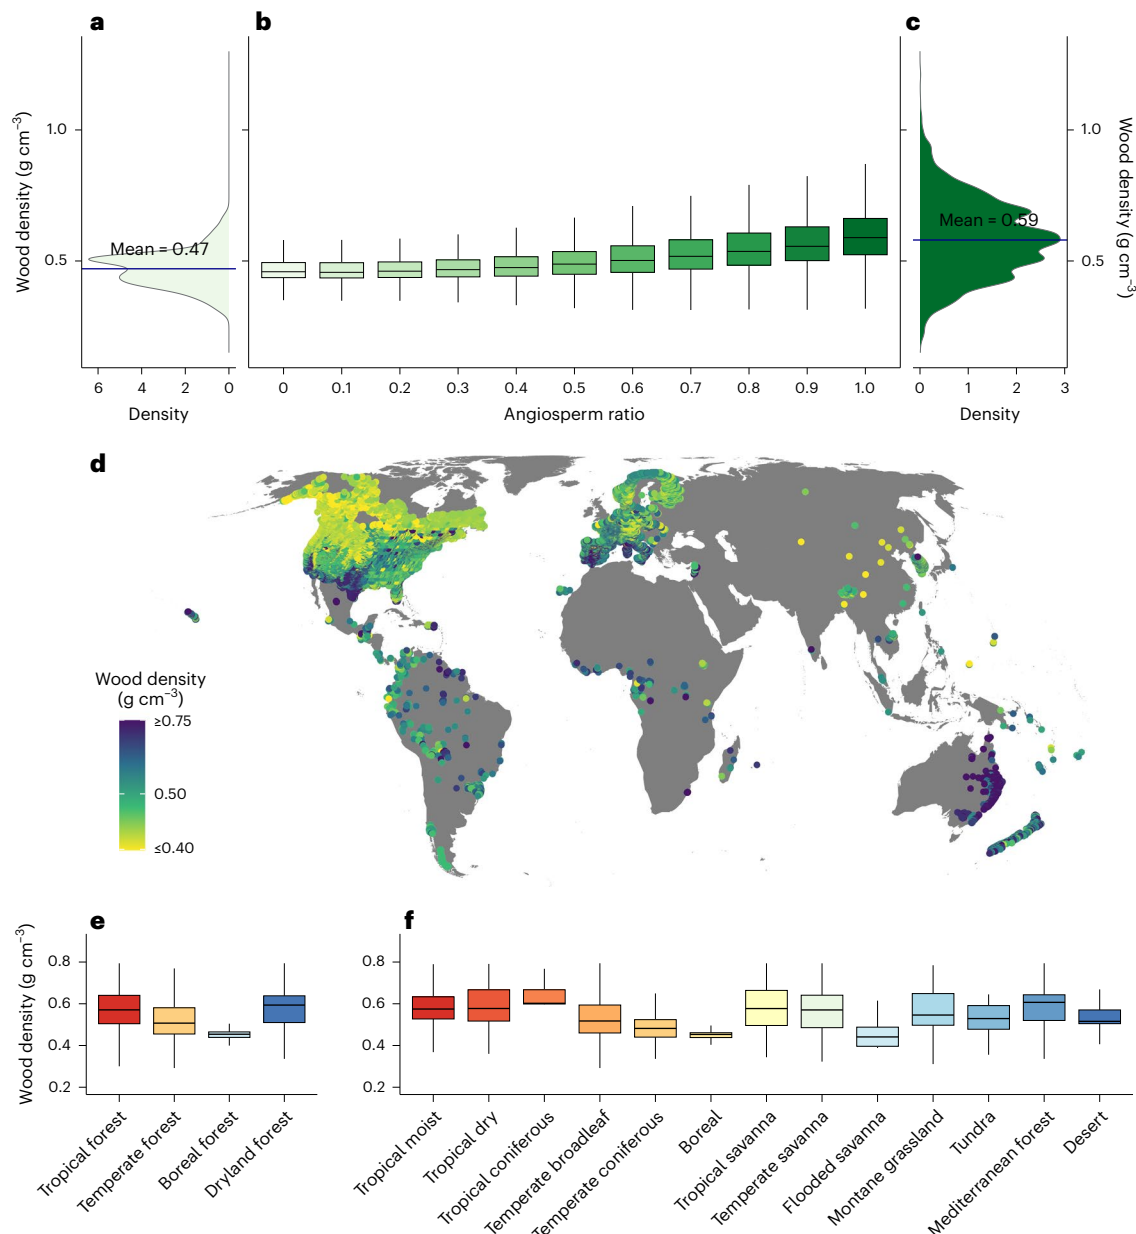 a
b
c
Wood density (g cm⁻³)
1.0
0.5
Mean = 0.47
6 4 2 0
Density
0 0.1 0.2 0.3 0.4 0.5 0.6 0.7 0.8 0.9 1.0
Angiosperm ratio
Mean = 0.59
0 1 2 3
Density
1.0
0.5
Wood density (g cm⁻³)
d
Wood density
(g cm⁻³)
≥0.75
0.50
≤0.40
e
Wood density (g cm⁻³)
0.8
0.6
0.4
0.2
Tropical forest
Temperate forest
Boreal forest
Dryland forest
f
0.8
0.6
0.4
0.2
Tropical moist
Tropical dry
Tropical coniferous
Temperate broadleaf
Temperate coniferous
Boreal
Tropical savanna
Temperate savanna
Flooded savanna
Montane grassland
Tundra
Mediterranean forest
Desert